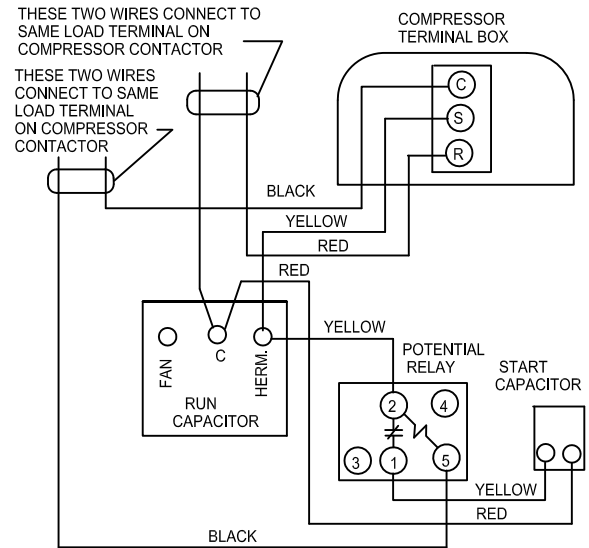 THESE TWO WIRES CONNECT TO
SAME LOAD TERMINAL ON
COMPRESSOR CONTACTOR
COMPRESSOR
TERMINAL BOX
THESE TWO WIRES
CONNECT TO SAME
LOAD TERMINAL
ON COMPRESSOR
CONTACTOR
C
S
R
BLACK
YELLOW
RED
RED
YELLOW
FAN
C
HERM.
RUN
CAPACITOR
POTENTIAL
RELAY
START
CAPACITOR
2
4
3
1
5
YELLOW
RED
BLACK